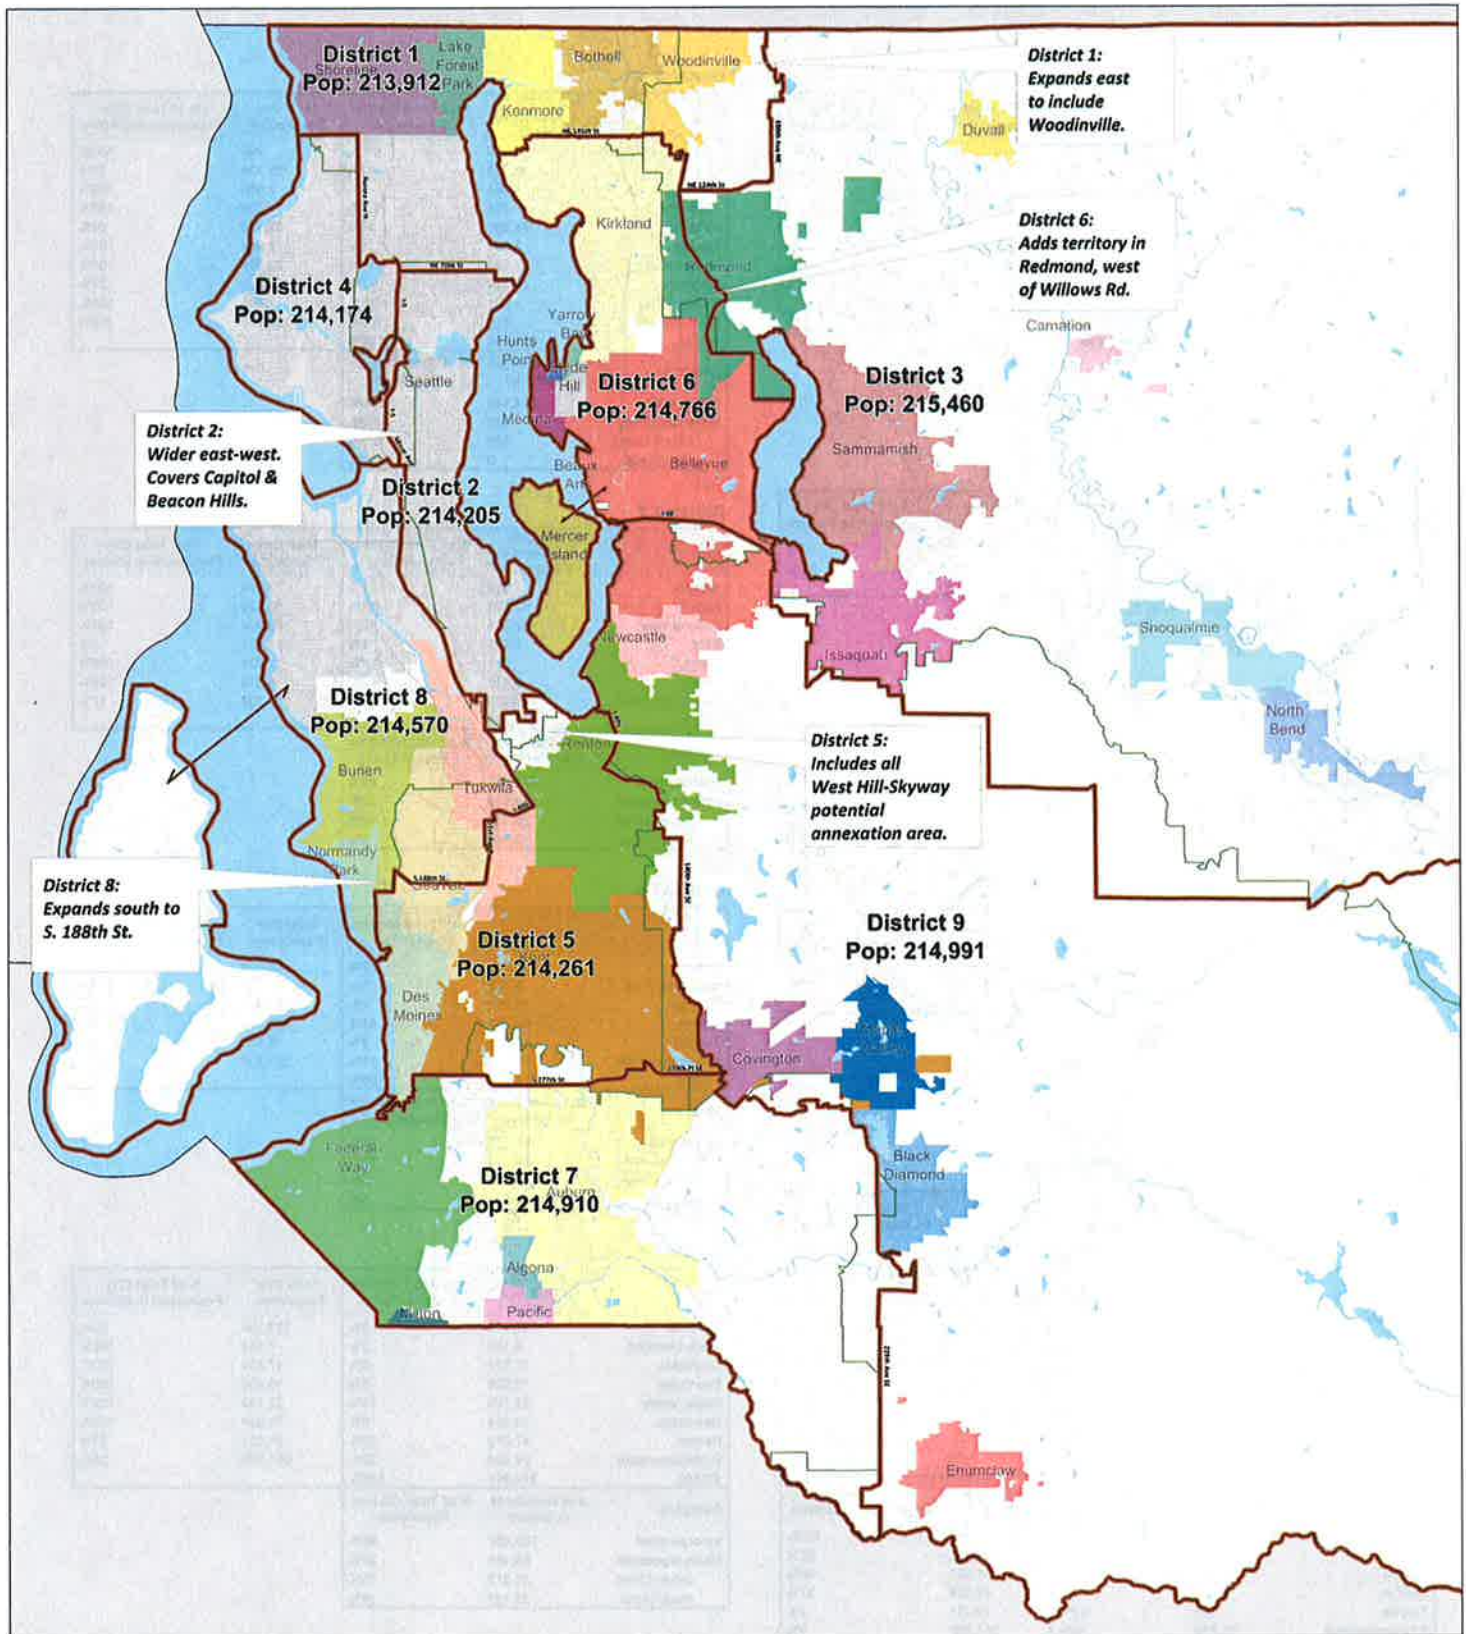 District 1
Pop: 213,912
Shoreline
Lake
Forest
Park
Bothell
Woodinville
Kenmore
District 1:
Expands east
to include
Woodinville.
Duvall
Kirkland
Redmond
District 6:
Adds territory in
Redmond, west
of Willows Rd.
Carnation
District 4
Pop: 214,174
Seattle
Hunts
Point
Medina
District 6
Pop: 214,766
District 3
Pop: 215,460
Sammamish
Bellevue
District 2:
Wider east-west.
Covers Capitol &
Beacon Hills.
District 2
Pop: 214,205
Mercer
Island
Newcastle
Issaquah
Snoqualmie
North
Bend
District 8
Pop: 214,570
Burien
Tukwila
Renton
District 5:
Includes all
West Hill-Skyway
potential
annexation area.
Normandy
Park
SeaTac
District 8:
Expands south to
S. 188th St.
District 5
Pop: 214,261
District 9
Pop: 214,991
Des
Moines
Covington
Federal
Way
District 7
Pop: 214,910
Auburn
Black
Diamond
Algona
Pacific
Milton
Enumclaw